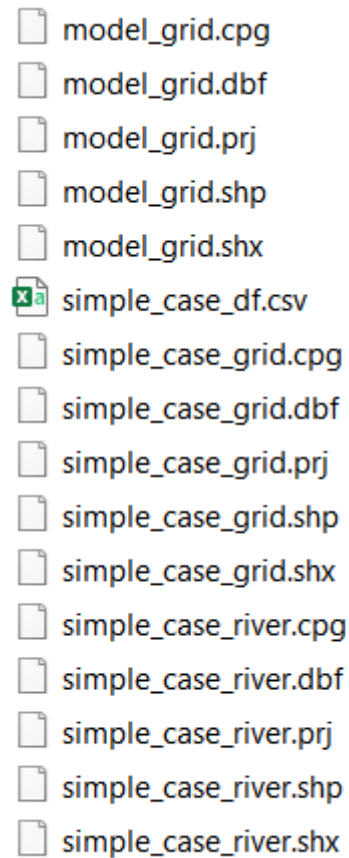 model_grid.cpg
model_grid.dbf
model_grid.prj
model_grid.shp
model_grid.shx
simple_case_df.csv
simple_case_grid.cpg
simple_case_grid.dbf
simple_case_grid.prj
simple_case_grid.shp
simple_case_grid.shx
simple_case_river.cpg
simple_case_river.dbf
simple_case_river.prj
simple_case_river.shp
simple_case_river.shx